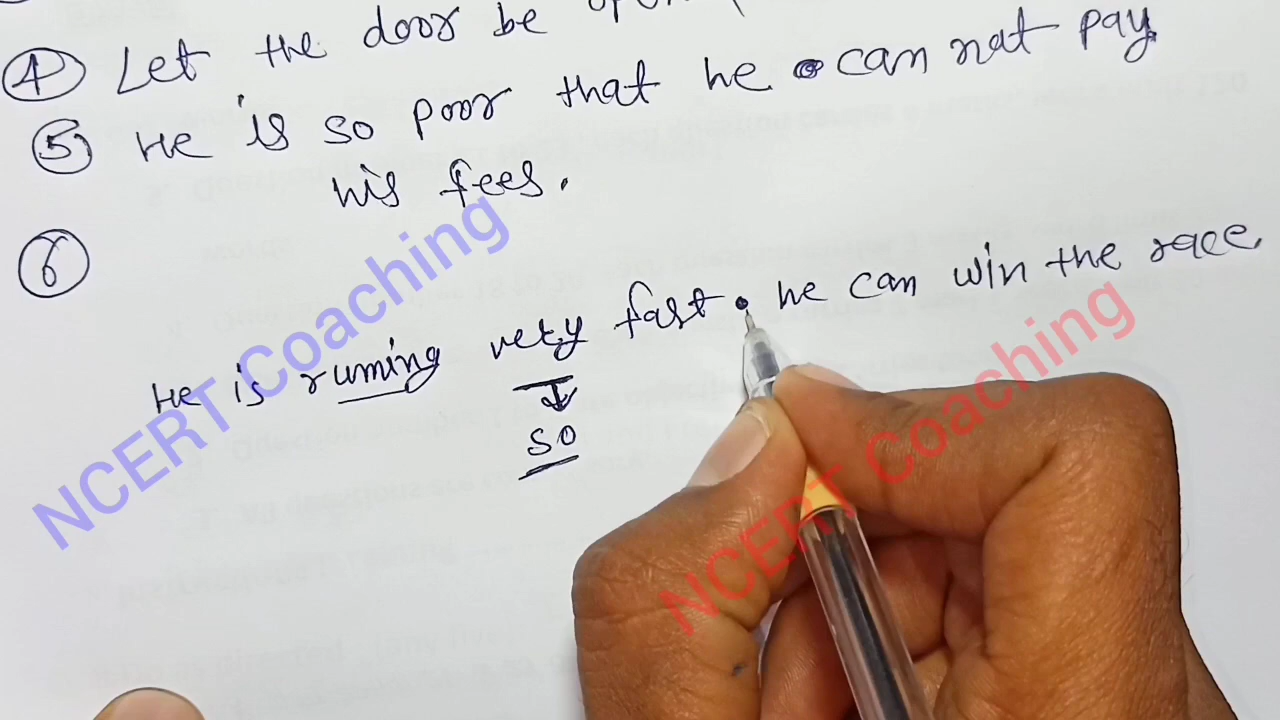 ④ Let the door be
⑤ He is so poor that he can not pay
his fees.
⑥
He is ruming very fast. he can win the race
so
NCERT Coaching
NCERT Coaching